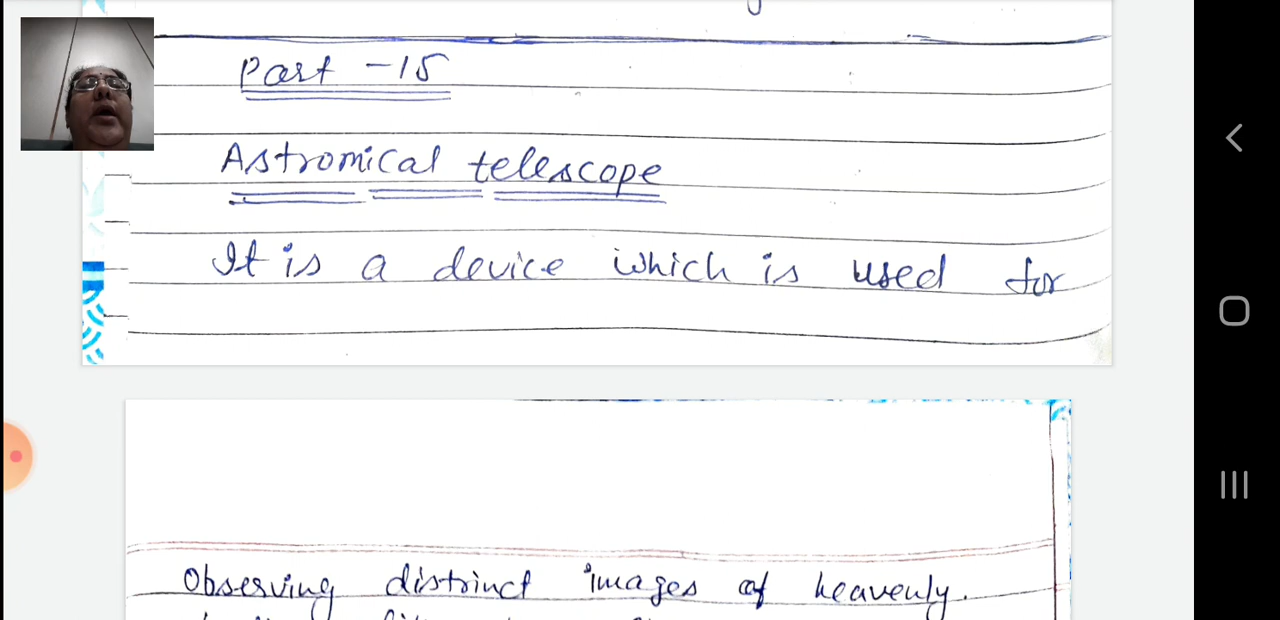 Part -15
Astromical telescope
It is a device which is used for
Observing distrinct images of heavenly.